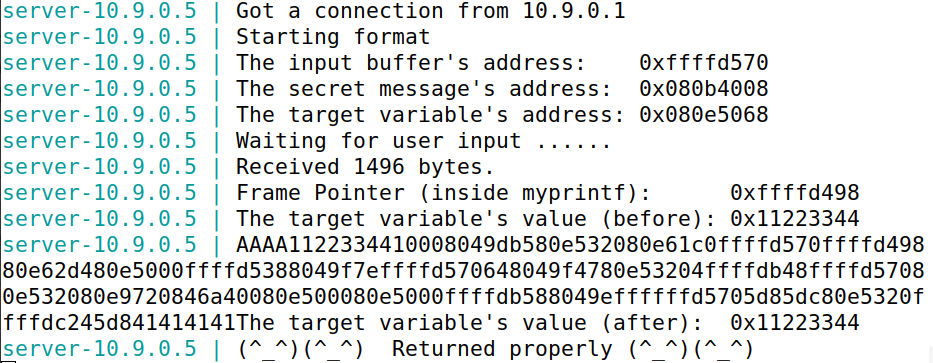 server-10.9.0.5 | Got a connection from 10.9.0.1
server-10.9.0.5 | Starting format
server-10.9.0.5 | The input buffer's address:    0xffffd570
server-10.9.0.5 | The secret message's address:  0x080b4008
server-10.9.0.5 | The target variable's address: 0x080e5068
server-10.9.0.5 | Waiting for user input ......
server-10.9.0.5 | Received 1496 bytes.
server-10.9.0.5 | Frame Pointer (inside myprintf):      0xffffd498
server-10.9.0.5 | The target variable's value (before): 0x11223344
server-10.9.0.5 | AAAA1122334410008049db580e532080e61c0ffffd570ffffd498
80e62d480e5000ffffd5388049f7effffd570648049f4780e53204ffffdb48ffffd5708
0e532080e9720846a40080e500080e5000ffffdb588049effffffd5705d85dc80e5320f
fffdc245d841414141The target variable's value (after):  0x11223344
server-10.9.0.5 | (^_^)(^_^)  Returned properly (^_^)(^_^)